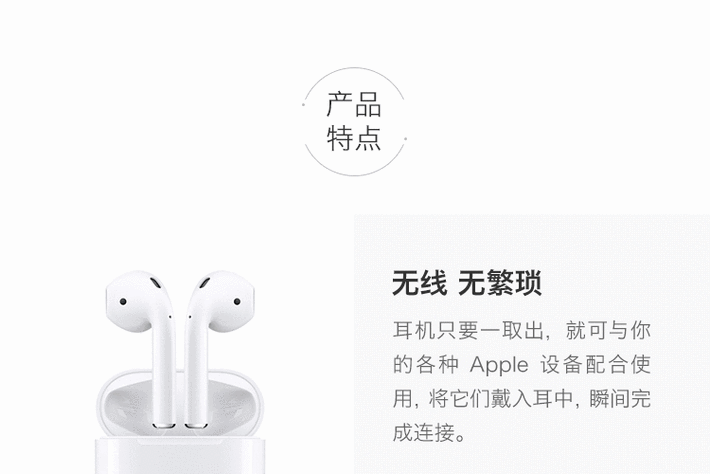 产品
特点
无线 无繁琐
耳机只要一取出，就可与你
的各种 Apple 设备配合使
用，将它们戴入耳中，瞬间完
成连接。